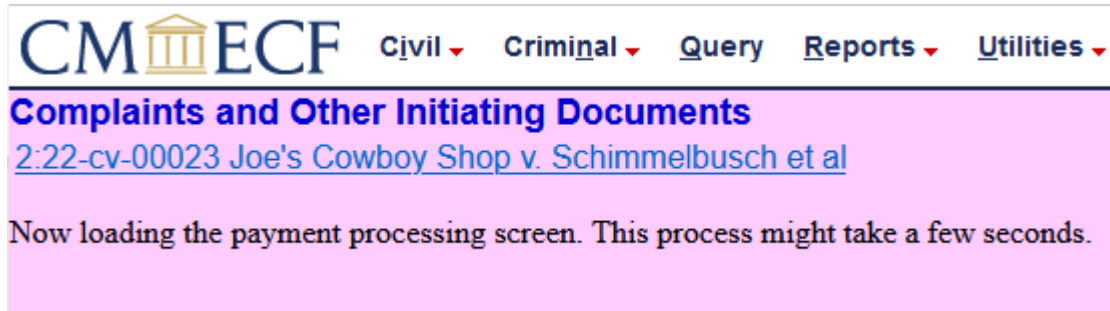 CM ECF Civil Criminal Query Reports Utilities
Complaints and Other Initiating Documents
2:22-cv-00023 Joe's Cowboy Shop v. Schimmelbusch et al
Now loading the payment processing screen. This process might take a few seconds.